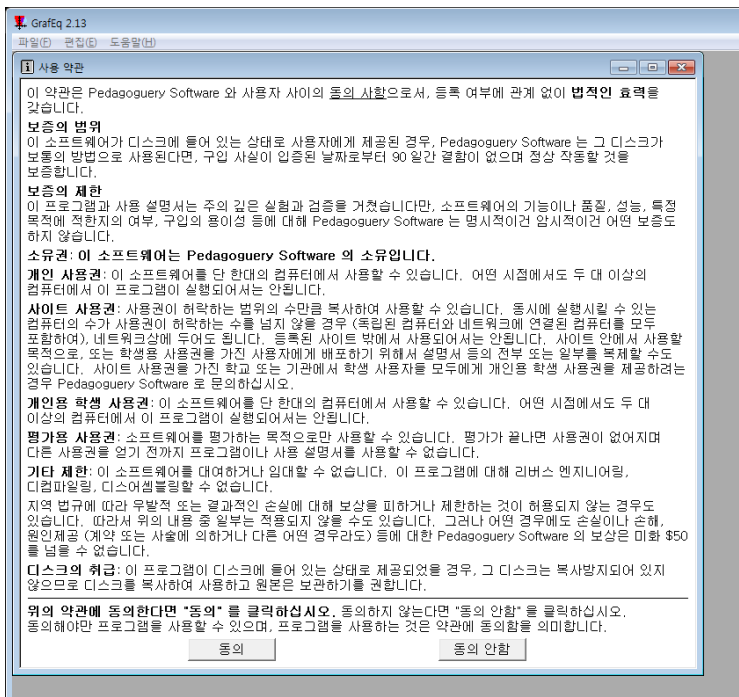 GrafEq 2.13
파일(F) 편집(E) 도움말(H)
사용 약관
이 약관은 Pedagoguery Software 와 사용자 사이의 동의 사항으로서, 등록 여부에 관계 없이 법적인 효력을
갖습니다.
보증의 범위
이 소프트웨어가 디스크에 들어 있는 상태로 사용자에게 제공된 경우, Pedagoguery Software 는 그 디스크가
보통의 방법으로 사용된다면, 구입 사실이 입증된 날짜로부터 90 일간 결함이 없으며 정상 작동할 것을
보증합니다.
보증의 제한
이 프로그램과 사용 설명서는 주의 깊은 실험과 검증을 거쳤습니다만, 소프트웨어의 기능이나 품질, 성능, 특정
목적에 적한지의 여부, 구입의 용이성 등에 대해 Pedagoguery Software 는 명시적이건 암시적이건 어떤 보증도
하지 않습니다.
소유권: 이 소프트웨어는 Pedagoguery Software 의 소유입니다.
개인 사용권: 이 소프트웨어를 단 한대의 컴퓨터에서 사용할 수 있습니다. 어떤 시점에서도 두 대 이상의
컴퓨터에서 이 프로그램이 실행되어서는 안됩니다.
사이트 사용권: 사용권이 허락하는 범위의 수만큼 복사하여 사용할 수 있습니다. 동시에 실행시킬 수 있는
컴퓨터의 수가 사용권이 허락하는 수를 넘지 않을 경우 (독립된 컴퓨터와 네트워크에 연결된 컴퓨터를 모두
포함하여), 네트워크상에 두어도 됩니다. 등록된 사이트 밖에서 사용되어서는 안됩니다. 사이트 안에서 사용할
목적으로, 또는 학생용 사용권을 가진 사용자에게 배포하기 위해서 설명서 등의 전부 또는 일부를 복제할 수도
있습니다. 사이트 사용권을 가진 학교 또는 기관에서 학생 사용자을 모두에게 개인용 학생 사용권을 제공하려는
경우 Pedagoguery Software 로 문의하십시오.
개인용 학생 사용권: 이 소프트웨어를 단 한대의 컴퓨터에서 사용할 수 있습니다. 어떤 시점에서도 두 대
이상의 컴퓨터에서 이 프로그램이 실행되어서는 안됩니다.
평가용 사용권: 소프트웨어를 평가하는 목적으로만 사용할 수 있습니다. 평가가 끝나면 사용권이 없어지며
다른 사용권을 얻기 전까지 프로그램이나 사용 설명서를 사용할 수 없습니다.
기타 제한: 이 소프트웨어를 대여하거나 임대할 수 없습니다. 이 프로그램에 대해 리버스 엔지니어링,
디컴파일링, 디스어셈블링할 수 없습니다.
지역 법규에 따라 우발적 또는 결과적인 손실에 대해 보상을 피하거나 제한하는 것이 허용되지 않는 경우도
있습니다. 따라서 위의 내용 중 일부는 적용되지 않을 수도 있습니다. 그러나 어떤 경우에도 손실이나 손해,
원인제공 (계약 또는 사술에 의하거나 다른 어떤 경우라도) 등에 대한 Pedagoguery Software 의 보상은 미화 $50
를 넘을 수 없습니다.
디스크의 취급: 이 프로그램이 디스크에 들어 있는 상태로 제공되었을 경우, 그 디스크는 복사방지되어 있지
않으므로 디스크를 복사하여 사용하고 원본은 보관하기를 권합니다.
위의 약관에 동의한다면 "동의" 를 클릭하십시오. 동의하지 않는다면 "동의 안함" 을 클릭하십시오.
동의해야만 프로그램을 사용할 수 있으며, 프로그램을 사용하는 것은 약관에 동의함을 의미합니다.
동의 동의 안함